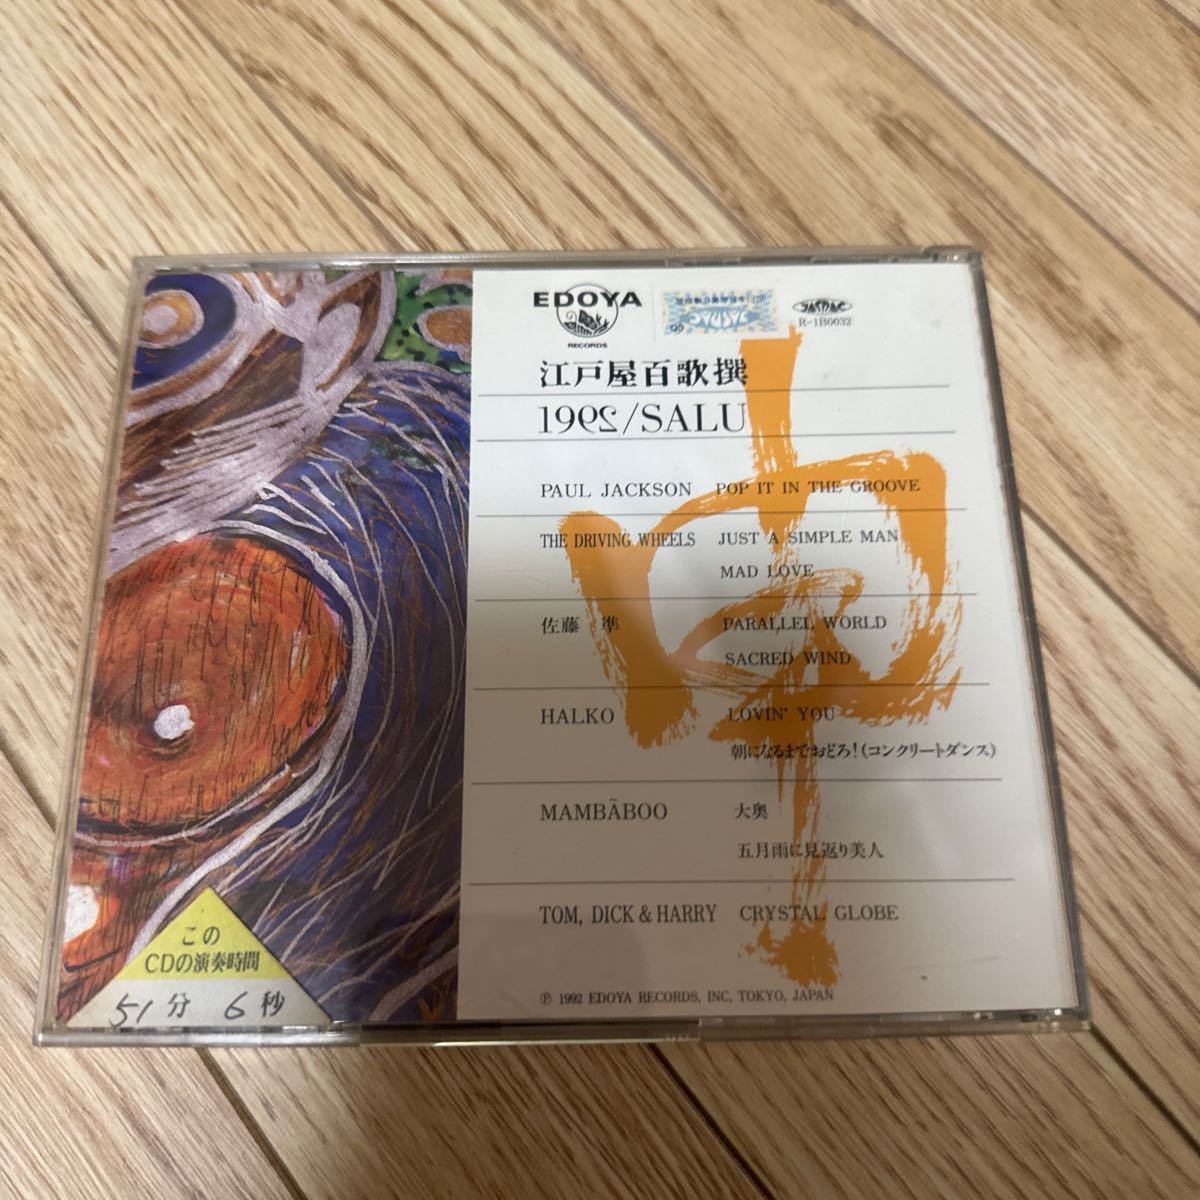 EDOYA
RECORDS
JASRAC
R-1B0032
JASRAC
江戸屋百歌撰
1992/SALU
PAUL JACKSON POP IT IN THE GROOVE
THE DRIVING WHEELS JUST A SIMPLE MAN
MAD LOVE
佐藤 準 PARALLEL WORLD
SACRED WIND
HALKO LOVIN' YOU
朝になるまでおどろ!(コンクリートダンス)
MAMBÃBOO 大奥
五月雨に見返り美人
TOM, DICK & HARRY CRYSTAL GLOBE
Ⓟ 1992 EDOYA RECORDS, INC, TOKYO, JAPAN
申
この
CDの演奏時間
51分 6秒